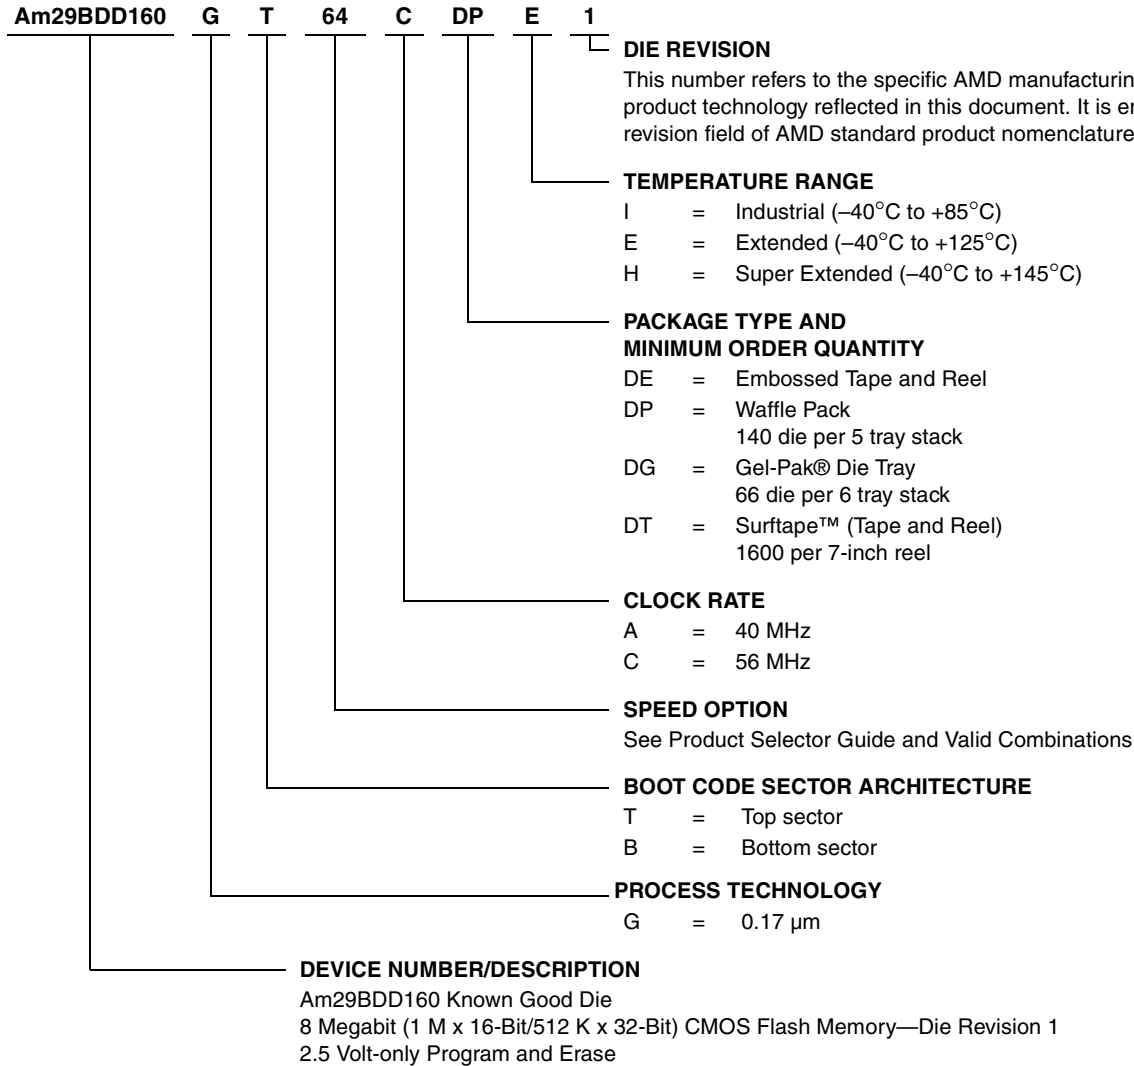 Am29BDD160 G T 64 C DP E 1
DIE REVISION
This number refers to the specific AMD manufacturin
product technology reflected in this document. It is er
revision field of AMD standard product nomenclature
TEMPERATURE RANGE
I = Industrial (–40°C to +85°C)
E = Extended (–40°C to +125°C)
H = Super Extended (–40°C to +145°C)
PACKAGE TYPE AND
MINIMUM ORDER QUANTITY
DE = Embossed Tape and Reel
DP = Waffle Pack
140 die per 5 tray stack
DG = Gel-Pak® Die Tray
66 die per 6 tray stack
DT = Surftape™ (Tape and Reel)
1600 per 7-inch reel
CLOCK RATE
A = 40 MHz
C = 56 MHz
SPEED OPTION
See Product Selector Guide and Valid Combinations
BOOT CODE SECTOR ARCHITECTURE
T = Top sector
B = Bottom sector
PROCESS TECHNOLOGY
G = 0.17 µm
DEVICE NUMBER/DESCRIPTION
Am29BDD160 Known Good Die
8 Megabit (1 M x 16-Bit/512 K x 32-Bit) CMOS Flash Memory—Die Revision 1
2.5 Volt-only Program and Erase